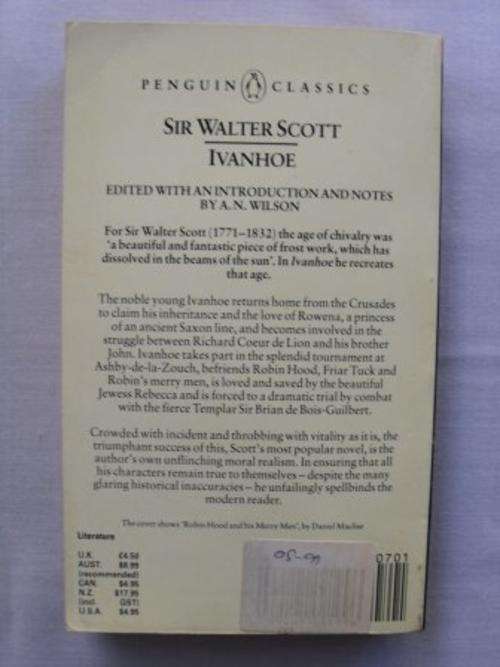 PENGUIN CLASSICS
SIR WALTER SCOTT
IVANHOE
EDITED WITH AN INTRODUCTION AND NOTES
BY A. N. WILSON
For Sir Walter Scott (1771–1832) the age of chivalry was
'a beautiful and fantastic piece of frost work, which has
dissolved in the beams of the sun'. In Ivanhoe he recreates
that age.
The noble young Ivanhoe returns home from the Crusades
to claim his inheritance and the love of Rowena, a princess
of an ancient Saxon line, and becomes involved in the
struggle between Richard Coeur de Lion and his brother
John. Ivanhoe takes part in the splendid tournament at
Ashby-de-la-Zouch, befriends Robin Hood, Friar Tuck and
Robin's merry men, is loved and saved by the beautiful
Jewess Rebecca and is forced to a dramatic trial by combat
with the fierce Templar Sir Brian de Bois-Guilbert.
Crowded with incident and throbbing with vitality as it is, the
triumphant success of this, Scott's most popular novel, is the
author's own unflinching moral realism. In ensuring that all
his characters remain true to themselves – despite the many
glaring historical inaccuracies – he unfailingly spellbinds the
modern reader.
The cover shows 'Robin Hood and his Merry Men', by Daniel Maclise
Literature
U.K. £4.50
AUST. $8.99
(recommended)
CAN. $6.95
N.Z. $17.95
(incl. GST)
U.S.A. $4.95
0701